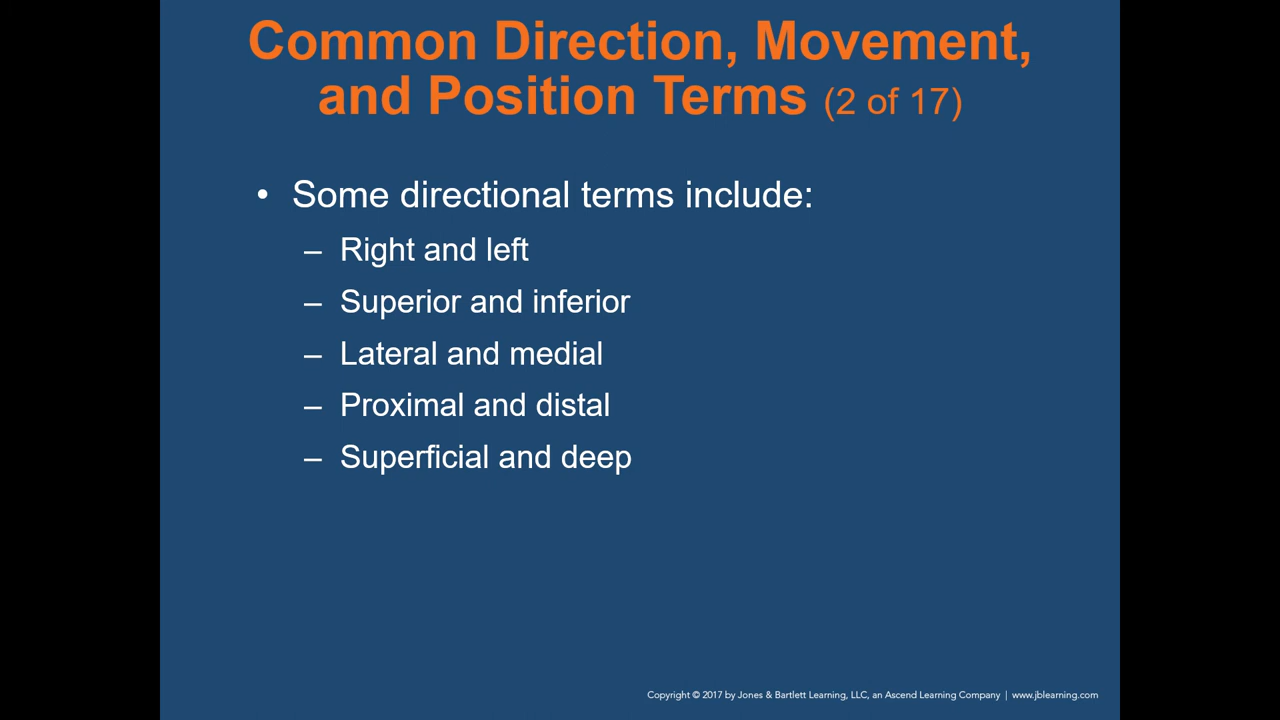 Common Direction, Movement,
and Position Terms (2 of 17)
• Some directional terms include:
– Right and left
– Superior and inferior
– Lateral and medial
– Proximal and distal
– Superficial and deep
Copyright © 2017 by Jones & Bartlett Learning, LLC, an Ascend Learning Company | www.jblearning.com